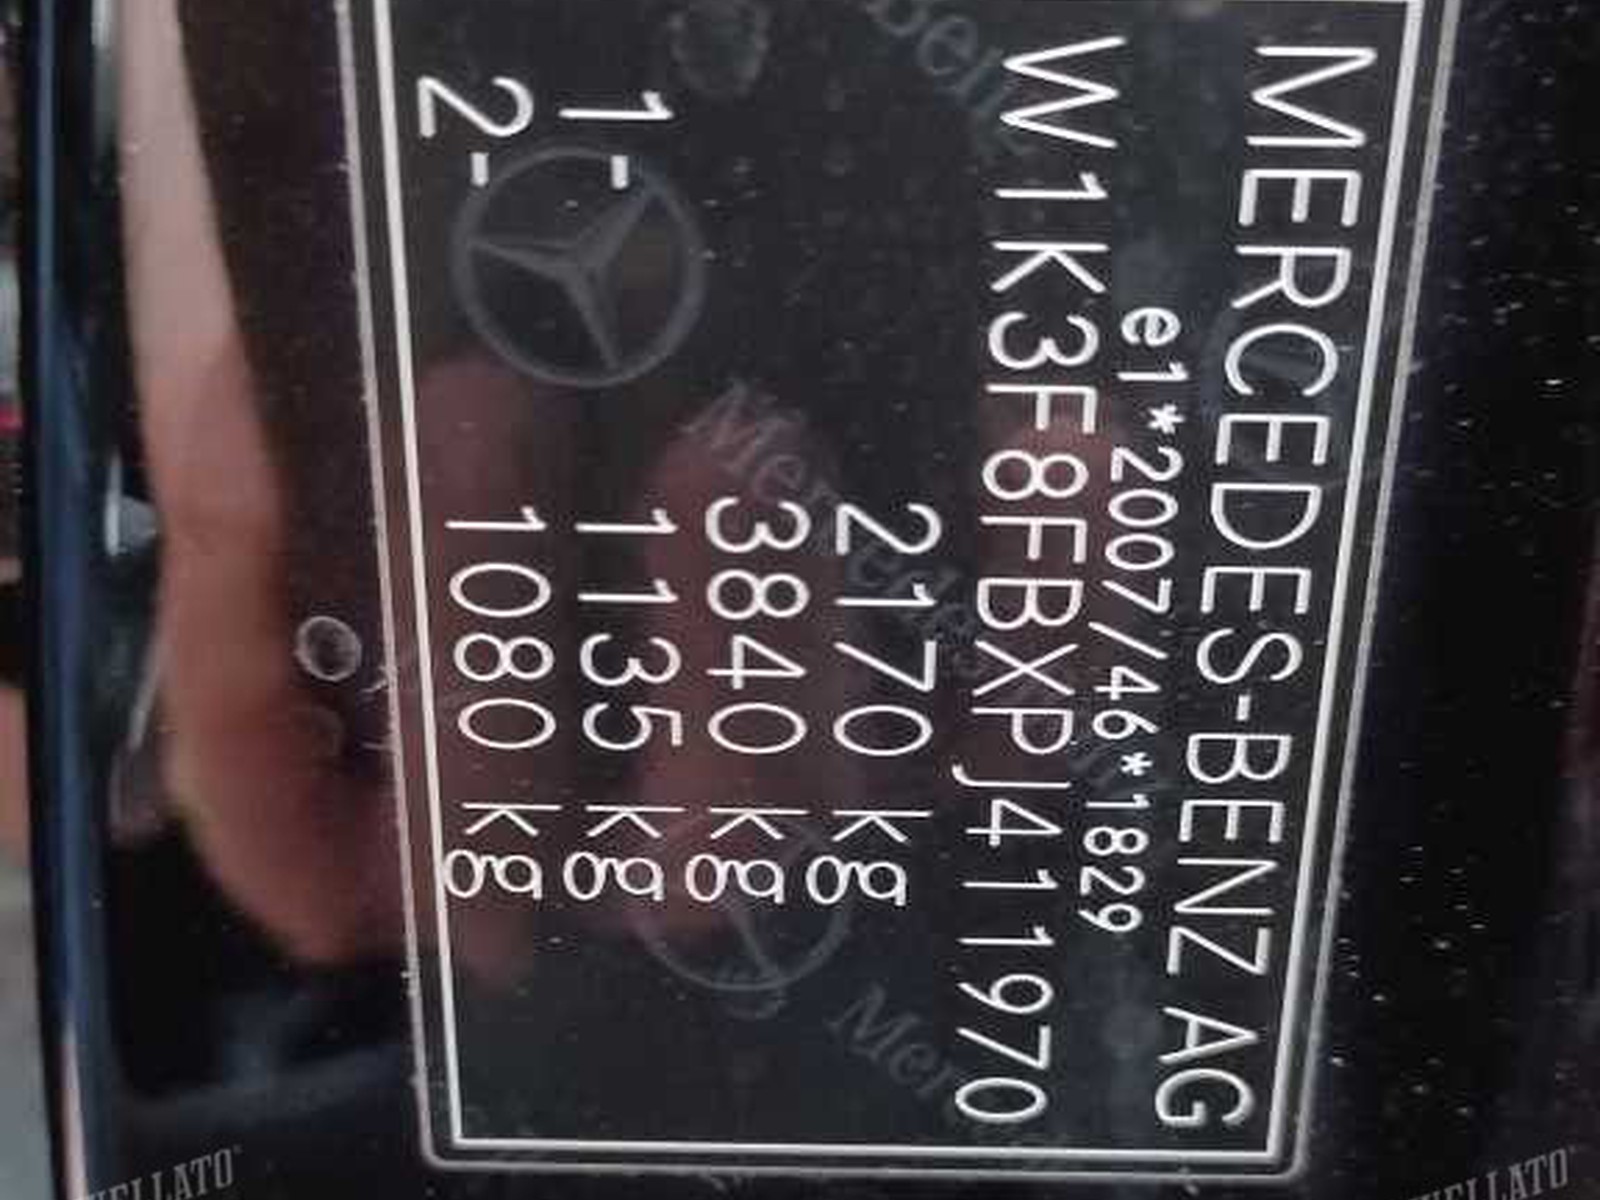 MERCEDES-BENZ AG
e1*2007/46*1829
W1K3F8FBXPJ411970
2170 kg
3840 kg
1- 1135 kg
2- 1080 kg